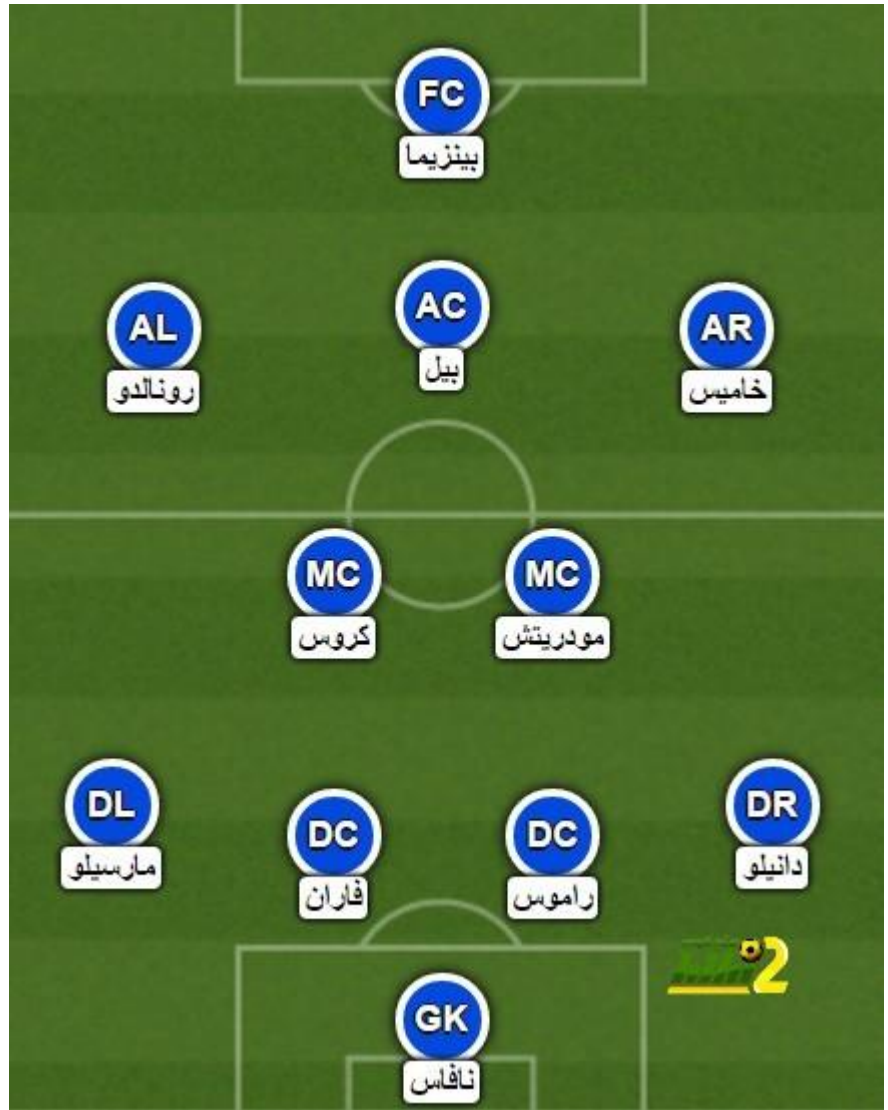 FC
بينزيما
AL
AC
AR
رونالدو
بيل
خاميس
MC
MC
كروس
مودريتش
DL
DC
DC
DR
مارسيلو
فاران
راموس
دانيلو
2
GK
نافاس